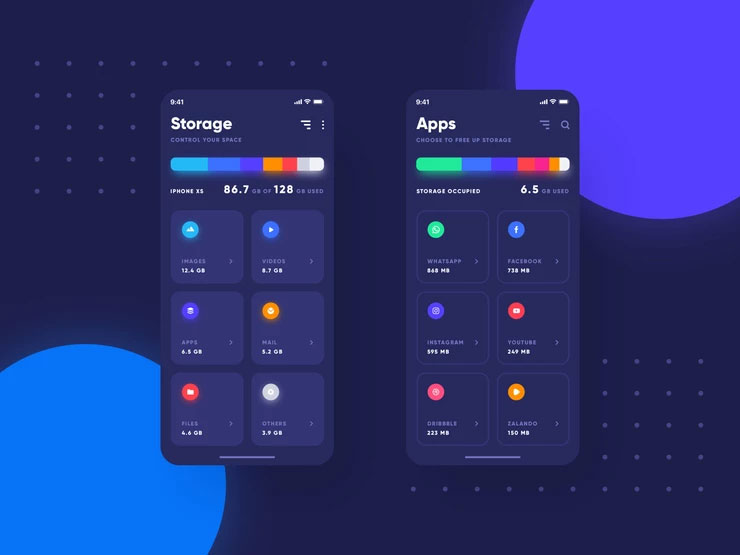 9:41
Storage
CONTROL YOUR SPACE
IPHONE XS 86.7 GB OF 128 GB USED
IMAGES
12.4 GB
VIDEOS
8.7 GB
APPS
6.5 GB
MAIL
5.2 GB
FILES
4.6 GB
OTHERS
3.9 GB
9:41
Apps
CHOOSE TO FREE UP STORAGE
STORAGE OCCUPIED 6.5 GB USED
WHATSAPP
868 MB
FACEBOOK
738 MB
INSTAGRAM
595 MB
YOUTUBE
249 MB
DRIBBBLE
223 MB
ZALANDO
150 MB